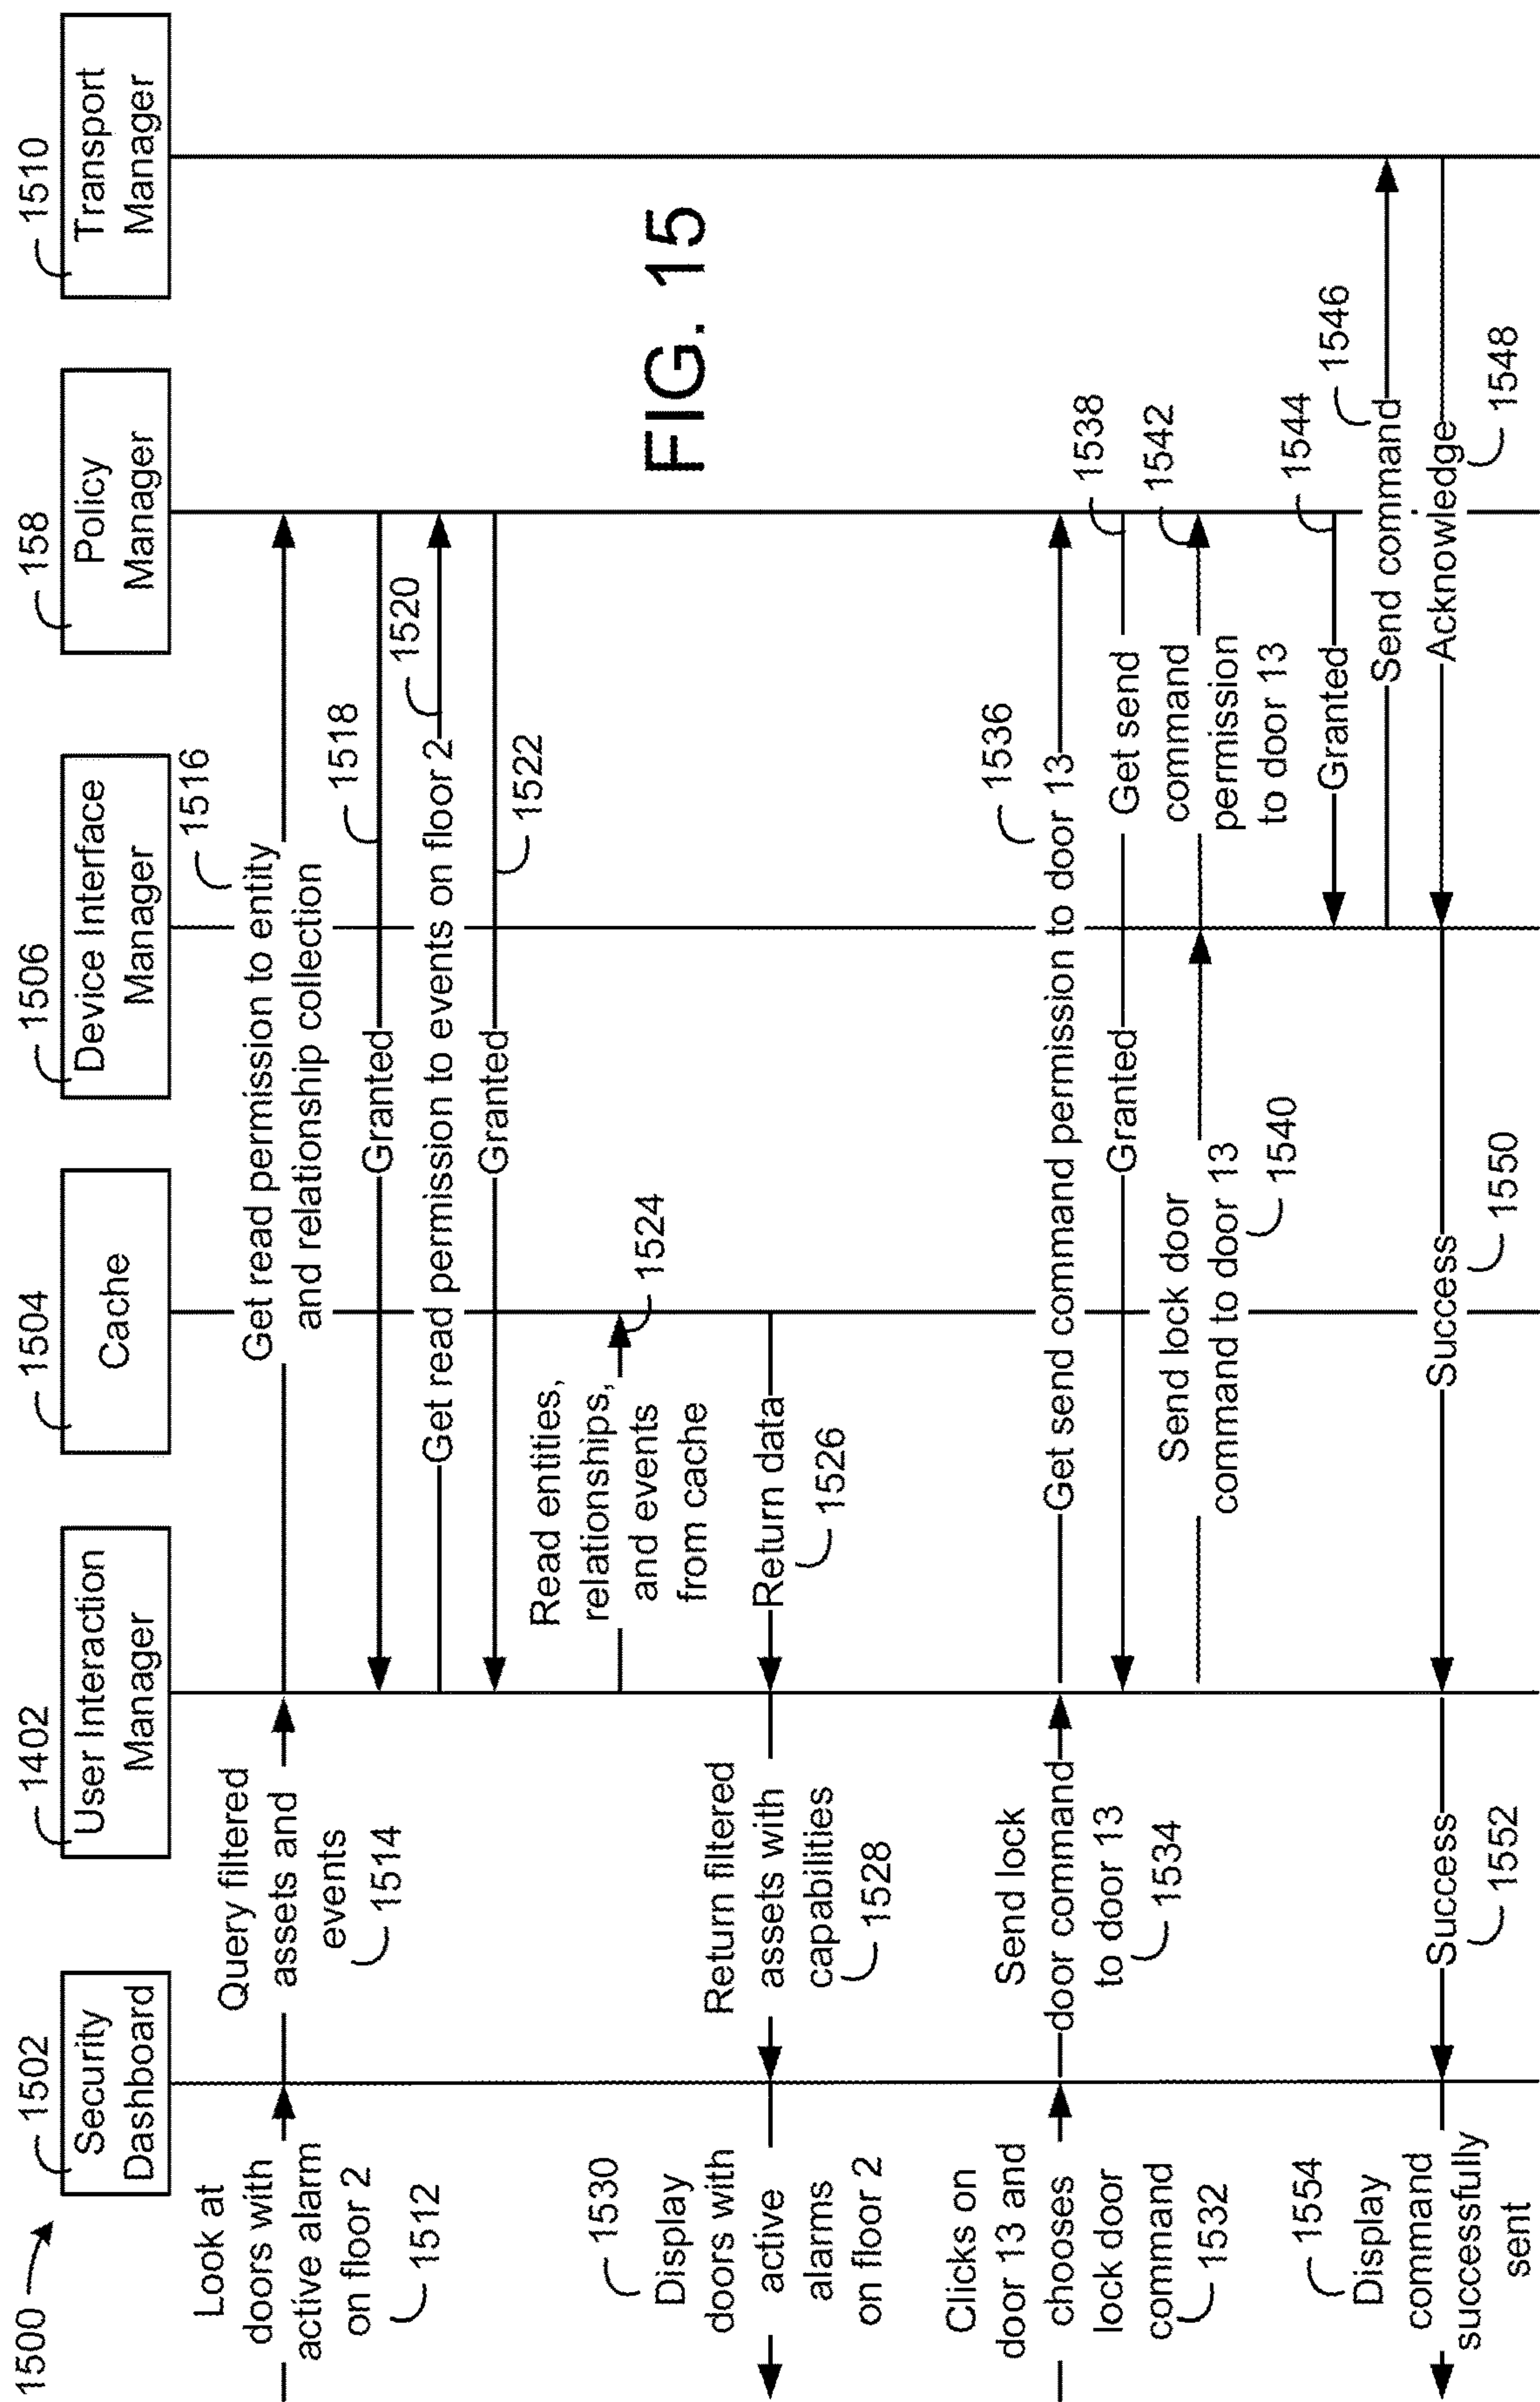 1500
1502
Security
Dashboard
1402
User Interaction
Manager
1504
Cache
1506
Device Interface
Manager
158
Policy
Manager
1510
Transport
Manager
Look at
doors with
active alarm
on floor 2
1512
Query filtered
assets and
events
1514
Get read permission to entity
and relationship collection
1516
Granted
1518
Get read permission to events on floor 2
1520
Granted
1522
Read entities,
relationships,
and events
from cache
1524
Return data
1526
Return filtered
assets with
capabilities
1528
1530
Display
doors with
active
alarms
on floor 2
Clicks on
door 13 and
chooses
lock door
command
1532
Send lock
door command
to door 13
1534
Get send command permission to door 13
1536
Granted
1538
Send lock door
command to door 13
1540
Get send
command
permission
to door 13
1542
Granted
1544
Send command
1546
Acknowledge
1548
Success
1550
Success
1552
1554
Display
command
successfully
sent
FIG. 15